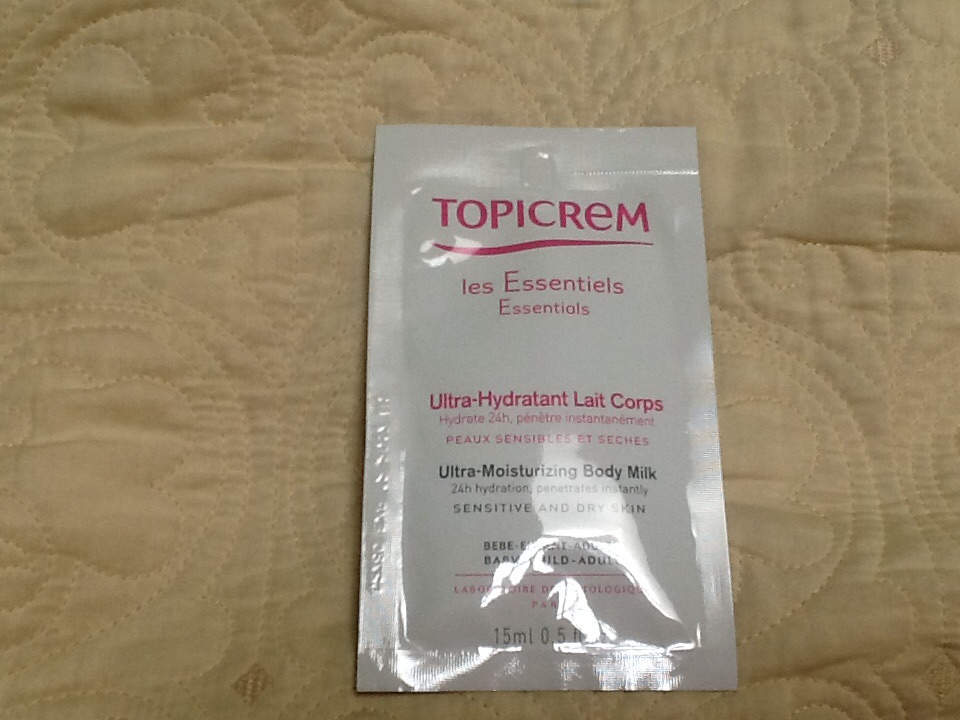 TOPICREM
les Essentiels
Essentials
Ultra-Hydratant Lait Corps
Hydrate 24h, pénètre instantanément
PEAUX SENSIBLES ET SECHES
Ultra-Moisturizing Body Milk
24h hydration, penetrates instantly
SENSITIVE AND DRY SKIN
15ml 0.5